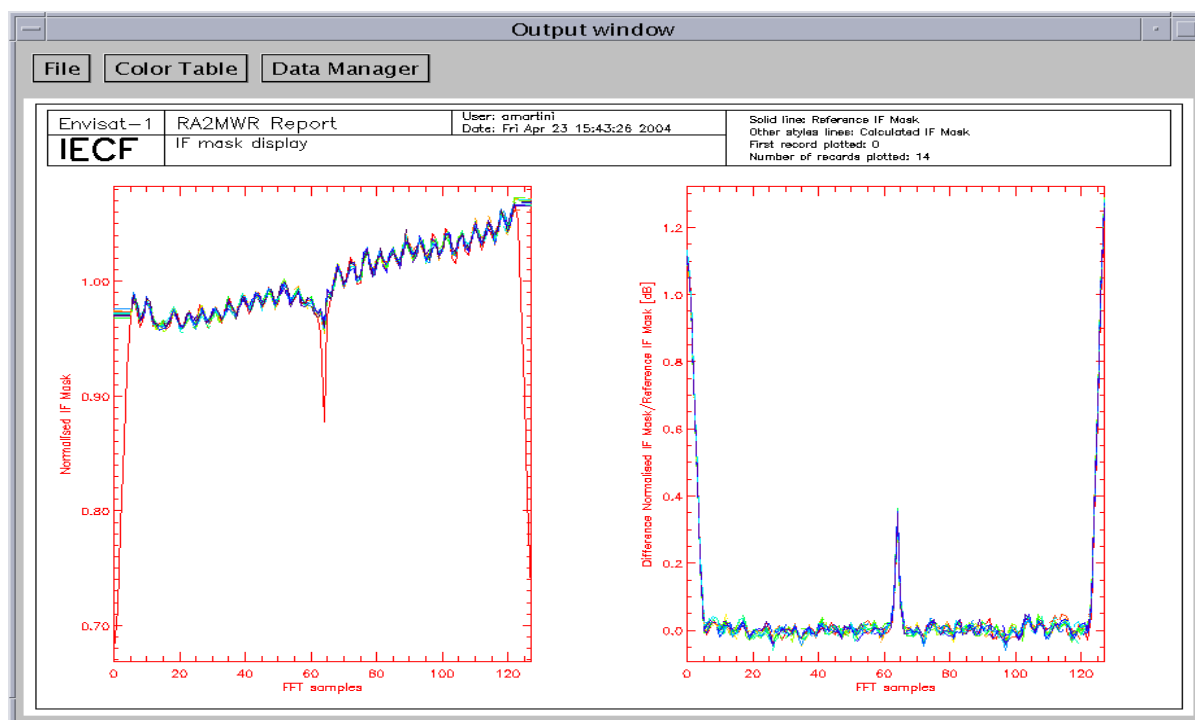 Output window
File Color Table Data Manager
Envisat-1
IECF
RA2MWR Report
IF mask display
User: amartini
Date: Fri Apr 23 15:43:26 2004
Solid line: Reference IF Mask
Other styles lines: Calculated IF Mask
First record plotted: 0
Number of records plotted: 14
Normalised IF Mask
1.00
0.90
0.80
0.70
0 20 40 60 80 100 120
FFT samples
Difference Normalised IF Mask/Reference IF Mask [dB]
1.2
1.0
0.8
0.6
0.4
0.2
0.0
0 20 40 60 80 100 120
FFT samples